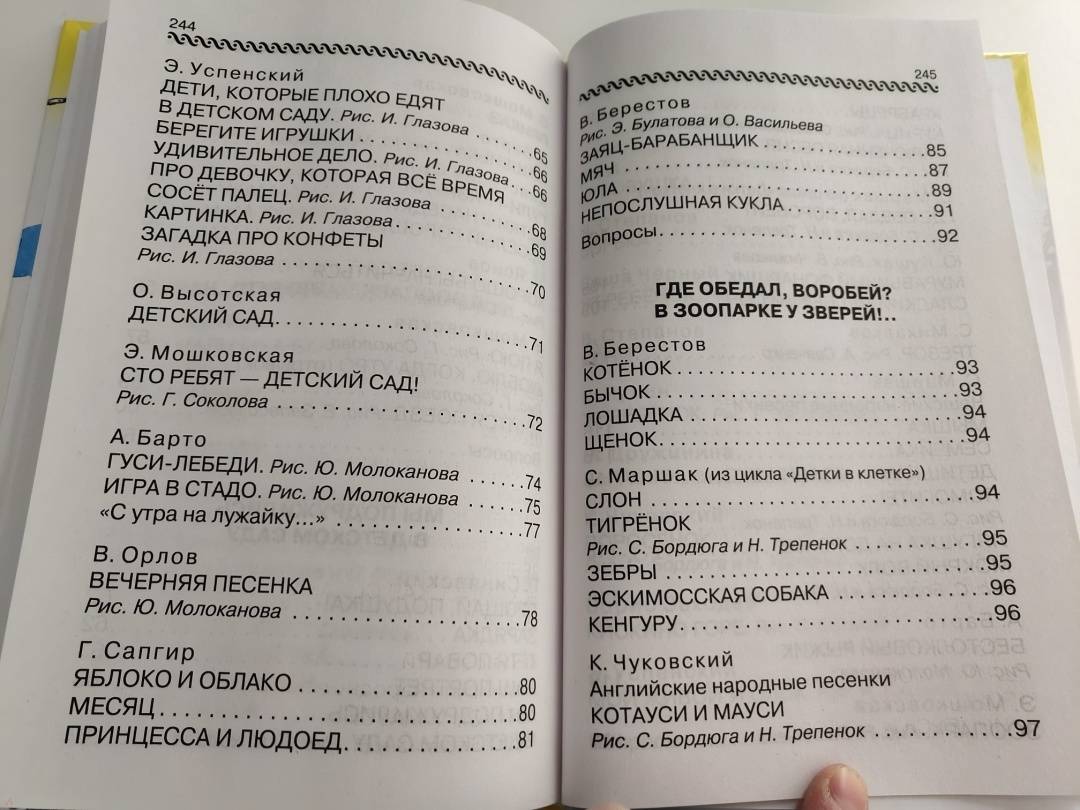 244
Э. Успенский
ДЕТИ, КОТОРЫЕ ПЛОХО ЕДЯТ
В ДЕТСКОМ САДУ. Рис. И. Глазова . . . . . . . .65
БЕРЕГИТЕ ИГРУШКИ . . . . . . . . . . . . . . . .66
УДИВИТЕЛЬНОЕ ДЕЛО. Рис. И. Глазова. . .66
ПРО ДЕВОЧКУ, КОТОРАЯ ВСЁ ВРЕМЯ
СОСЁТ ПАЛЕЦ. Рис. И. Глазова . . . . . . . . .68
КАРТИНКА. Рис. И. Глазова. . . . . . . . . . . .69
ЗАГАДКА ПРО КОНФЕТЫ
Рис. И. Глазова . . . . . . . . . . . . . . . . . . . .70
О. Высотская
ДЕТСКИЙ САД. . . . . . . . . . . . . . . . . . . . .71
Э. Мошковская
СТО РЕБЯТ — ДЕТСКИЙ САД!
Рис. Г. Соколова . . . . . . . . . . . . . . . . . . .72
А. Барто
ГУСИ-ЛЕБЕДИ. Рис. Ю. Молоканова . . . . .74
ИГРА В СТАДО. Рис. Ю. Молоканова . . . . .75
«С утра на лужайку...» . . . . . . . . . . . . . . .77
В. Орлов
ВЕЧЕРНЯЯ ПЕСЕНКА
Рис. Ю. Молоканова . . . . . . . . . . . . . . . . .78
Г. Сапгир
ЯБЛОКО И ОБЛАКО . . . . . . . . . . . . . . . . .80
МЕСЯЦ. . . . . . . . . . . . . . . . . . . . . . . . . .80
ПРИНЦЕССА И ЛЮДОЕД. . . . . . . . . . . . . .81
245
В. Берестов
Рис. Э. Булатова и О. Васильева
ЗАЯЦ-БАРАБАНЩИК . . . . . . . . . . . . . . . .85
МЯЧ . . . . . . . . . . . . . . . . . . . . . . . . . . .87
ЮЛА . . . . . . . . . . . . . . . . . . . . . . . . . . .89
НЕПОСЛУШНАЯ КУКЛА. . . . . . . . . . . . . . .91
Вопросы. . . . . . . . . . . . . . . . . . . . . . . . .92
ГДЕ ОБЕДАЛ, ВОРОБЕЙ?
В ЗООПАРКЕ У ЗВЕРЕЙ!..
В. Берестов
КОТЁНОК . . . . . . . . . . . . . . . . . . . . . . . .93
БЫЧОК. . . . . . . . . . . . . . . . . . . . . . . . . .93
ЛОШАДКА . . . . . . . . . . . . . . . . . . . . . . . .94
ЩЕНОК. . . . . . . . . . . . . . . . . . . . . . . . . .94
С. Маршак (из цикла «Детки в клетке»)
СЛОН . . . . . . . . . . . . . . . . . . . . . . . . . . .94
ТИГРЁНОК
Рис. С. Бордюга и Н. Трепенок . . . . . . . . . .95
ЗЕБРЫ . . . . . . . . . . . . . . . . . . . . . . . . . .95
ЭСКИМОССКАЯ СОБАКА . . . . . . . . . . . . .96
КЕНГУРУ. . . . . . . . . . . . . . . . . . . . . . . . .96
К. Чуковский
Английские народные песенки
КОТАУСИ И МАУСИ
Рис. С. Бордюга и Н. Трепенок . . . . . . . . . .97